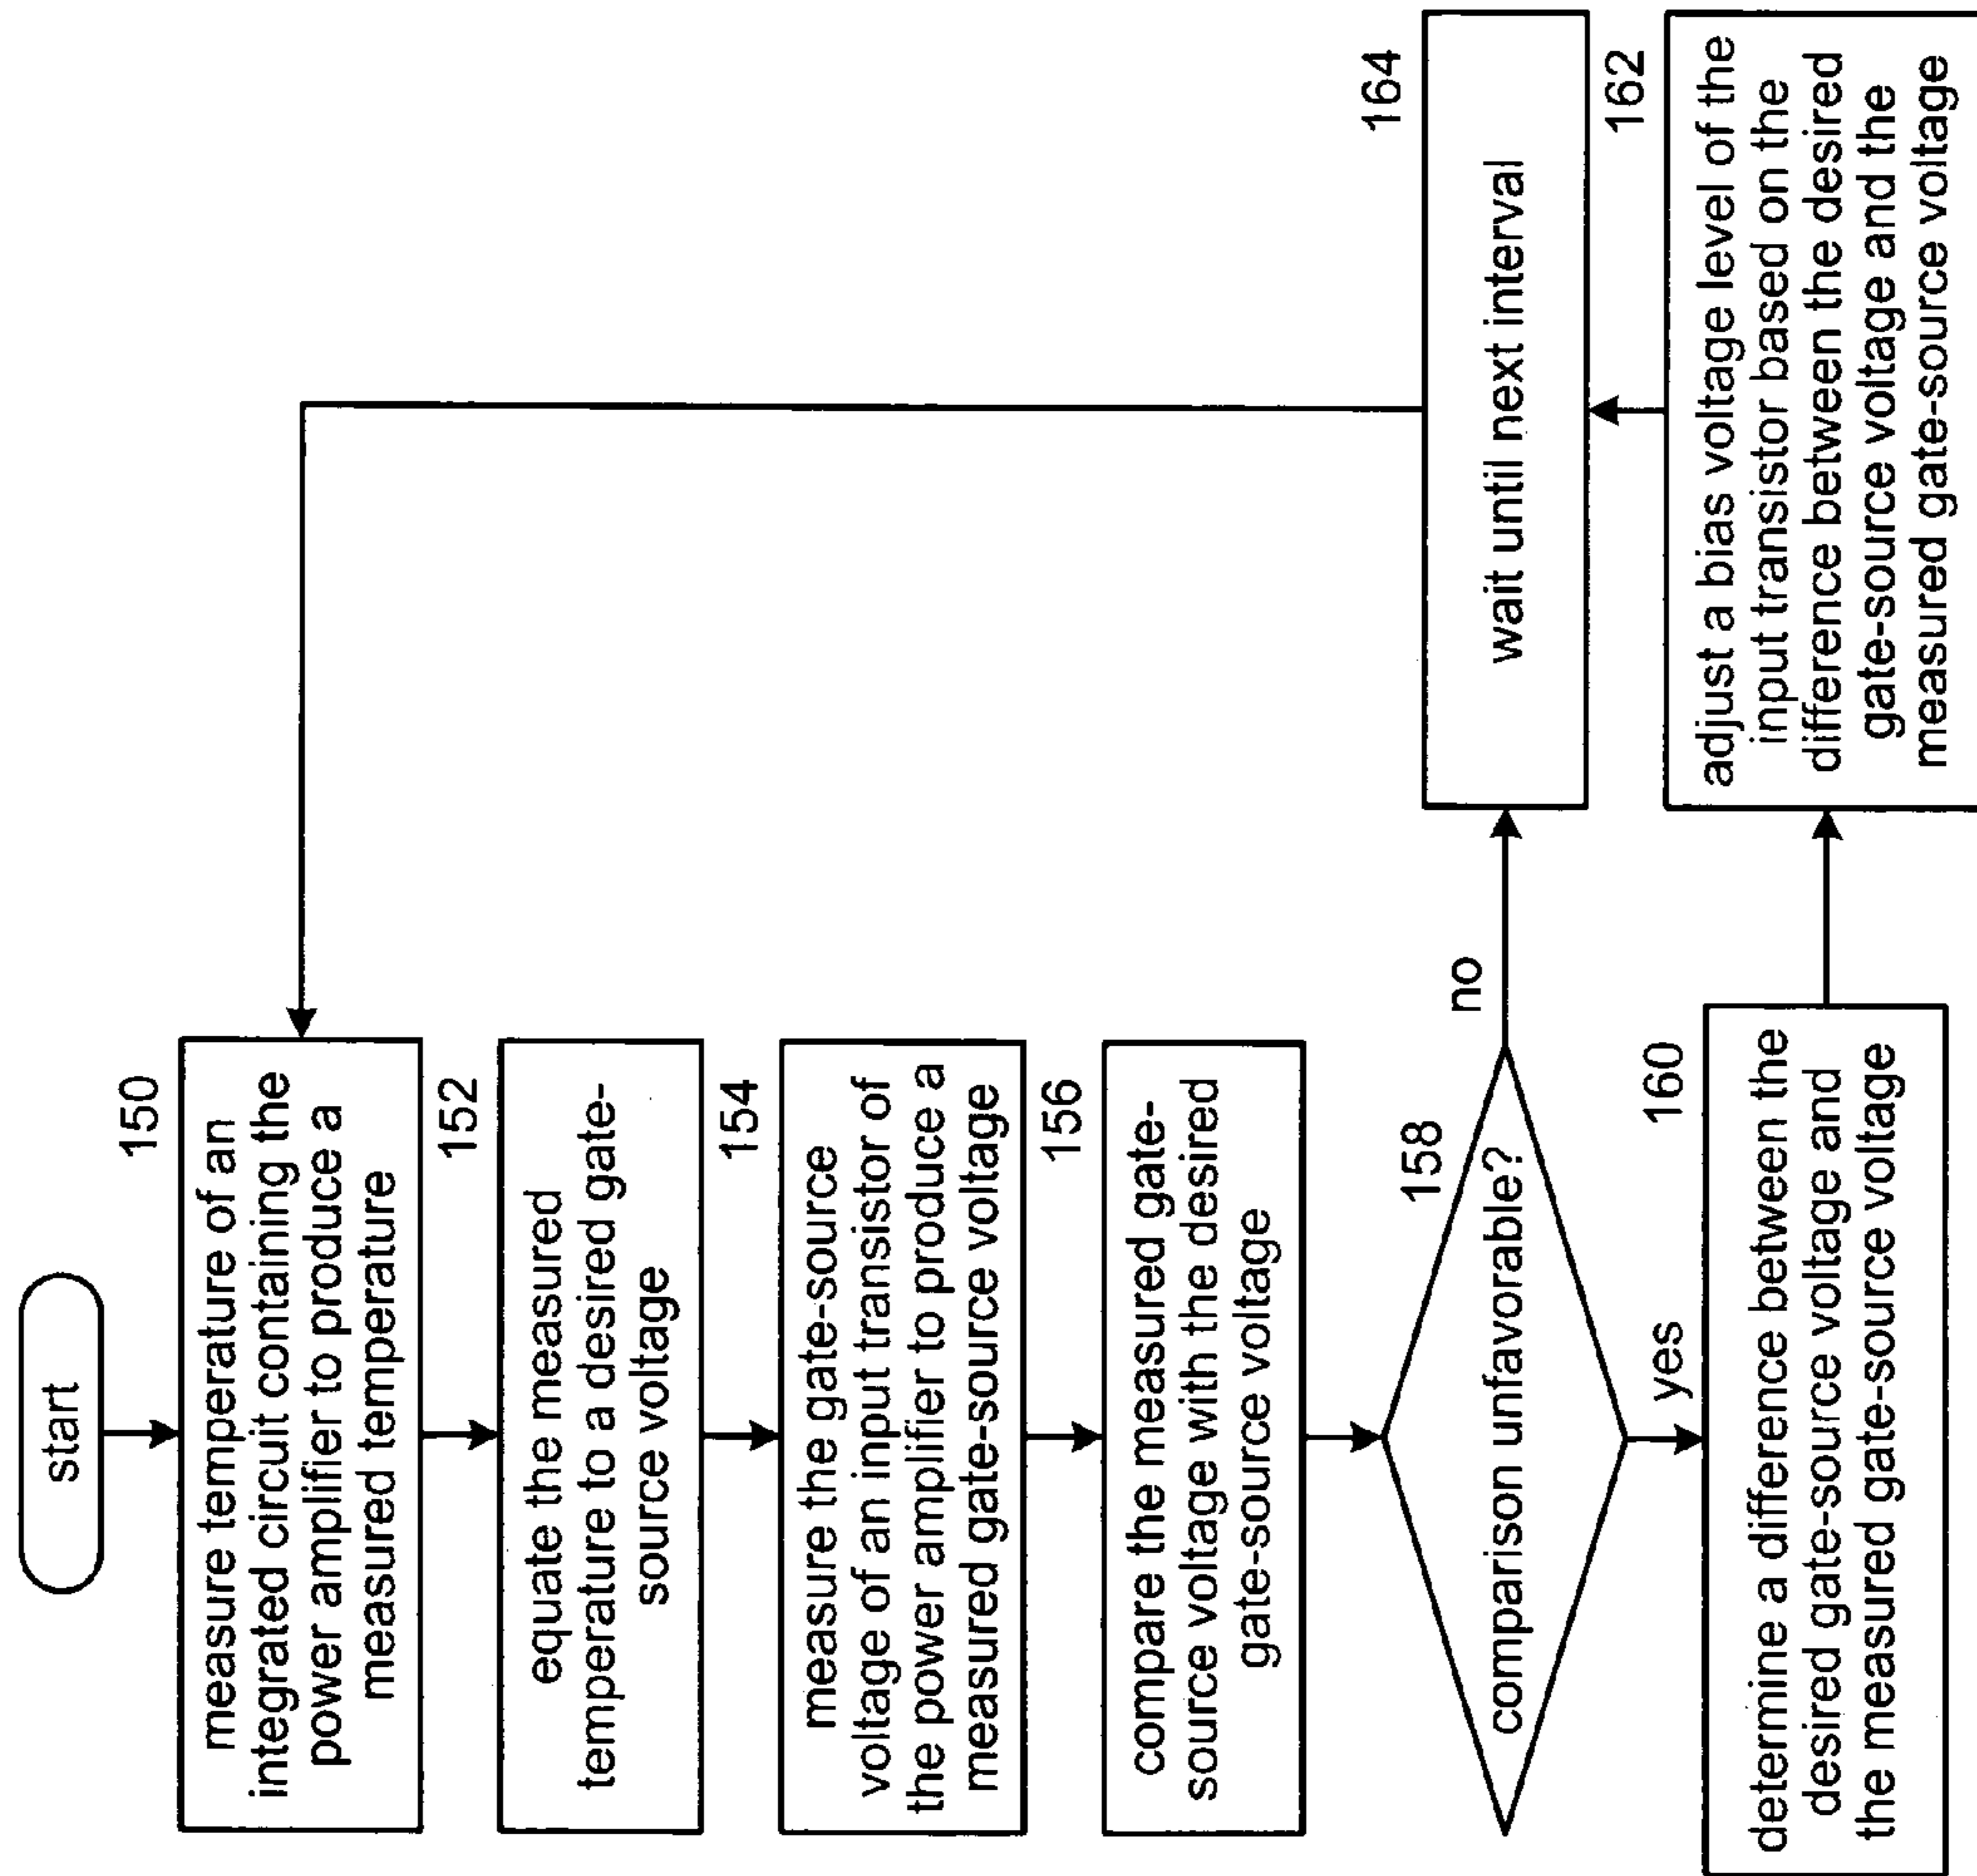 start
150
measure temperature of an
integrated circuit containing the
power amplifier to produce a
measured temperature
152
equate the measured
temperature to a desired gate-
source voltage
154
measure the gate-source
voltage of an input transistor of
the power amplifier to produce a
measured gate-source voltage
156
compare the measured gate-
source voltage with the desired
gate-source voltage
158
comparison unfavorable?
no
yes
160
determine a difference between the
desired gate-source voltage and
the measured gate-source voltage
164
wait until next interval
162
adjust a bias voltage level of the
input transistor based on the
difference between the desired
gate-source voltage and the
measured gate-source voltage